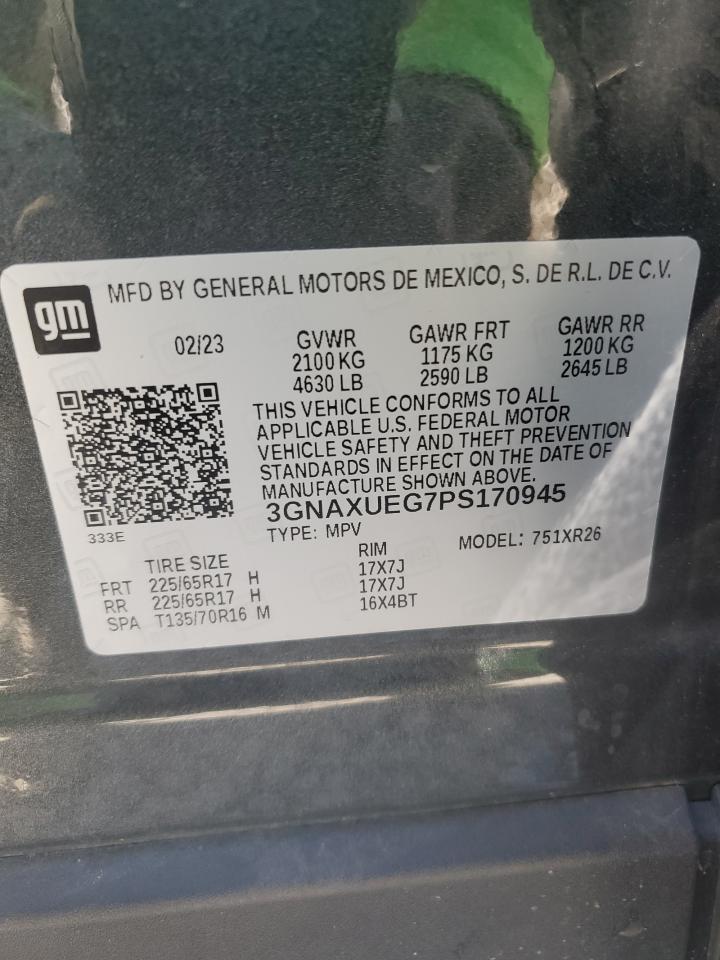 gm
MFD BY GENERAL MOTORS DE MEXICO, S. DE R.L. DE C.V.
02/23
GVWR
2100 KG
4630 LB
GAWR FRT
1175 KG
2590 LB
GAWR RR
1200 KG
2645 LB
THIS VEHICLE CONFORMS TO ALL
APPLICABLE U.S. FEDERAL MOTOR
VEHICLE SAFETY AND THEFT PREVENTION
STANDARDS IN EFFECT ON THE DATE OF
MANUFACTURE SHOWN ABOVE.
3GNAXUEG7PS170945
333E
TYPE: MPV
MODEL: 751XR26
TIRE SIZE RIM
FRT 225/65R17 H 17X7J
RR 225/65R17 H 17X7J
SPA T135/70R16 M 16X4BT